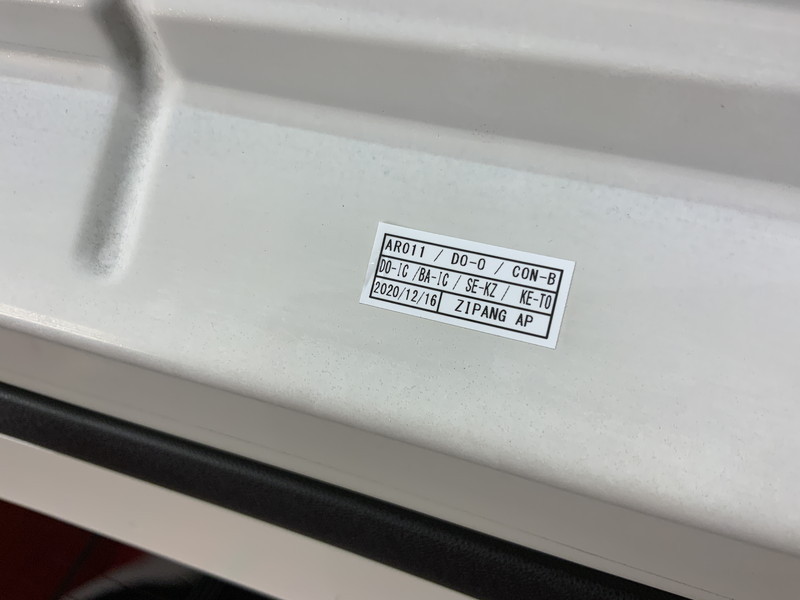 AR011 / DO-O / CON-B
DO-IC /BA-IC / SE-KZ / KE-TO
2020/12/16 ZIPANG AP